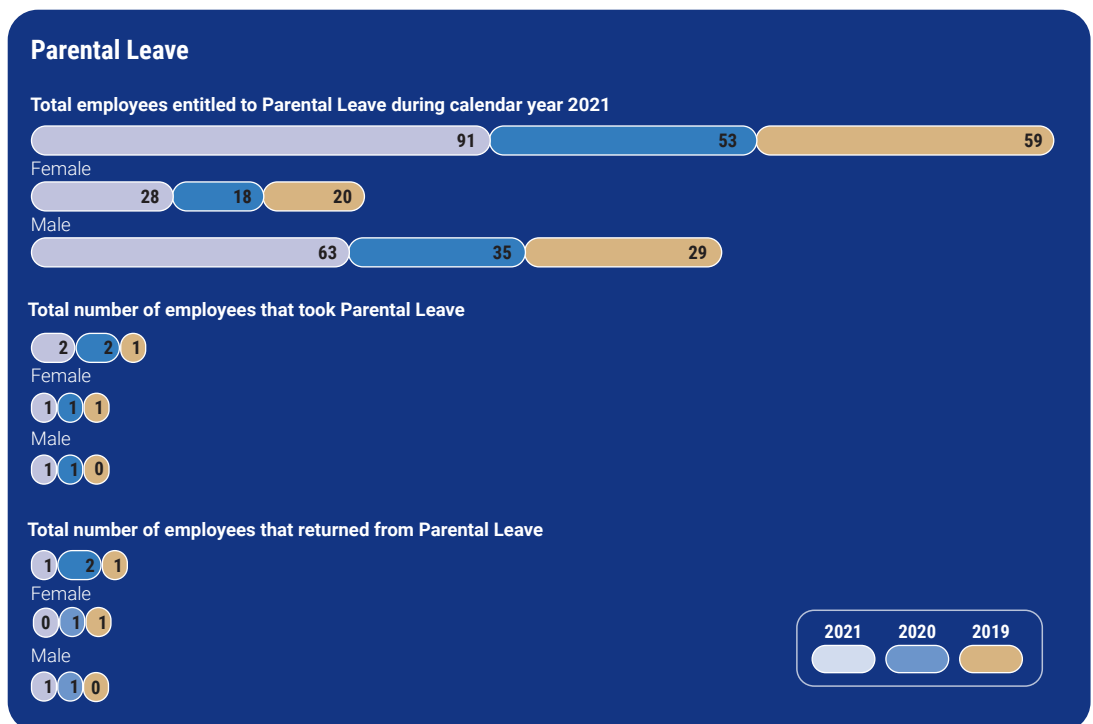 Parental Leave
Total employees entitled to Parental Leave during calendar year 2021
91 53 59
Female
28 18 20
Male
63 35 29
Total number of employees that took Parental Leave
2 2 1
Female
1 1 1
Male
1 1 0
Total number of employees that returned from Parental Leave
1 2 1
Female
0 1 1
Male
1 1 0
2021 2020 2019